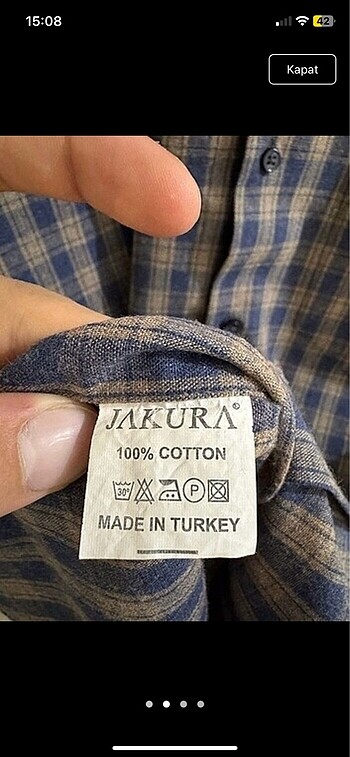 15:08
42
Kapat
JAKURA®
100% COTTON
30°
P
MADE IN TURKEY